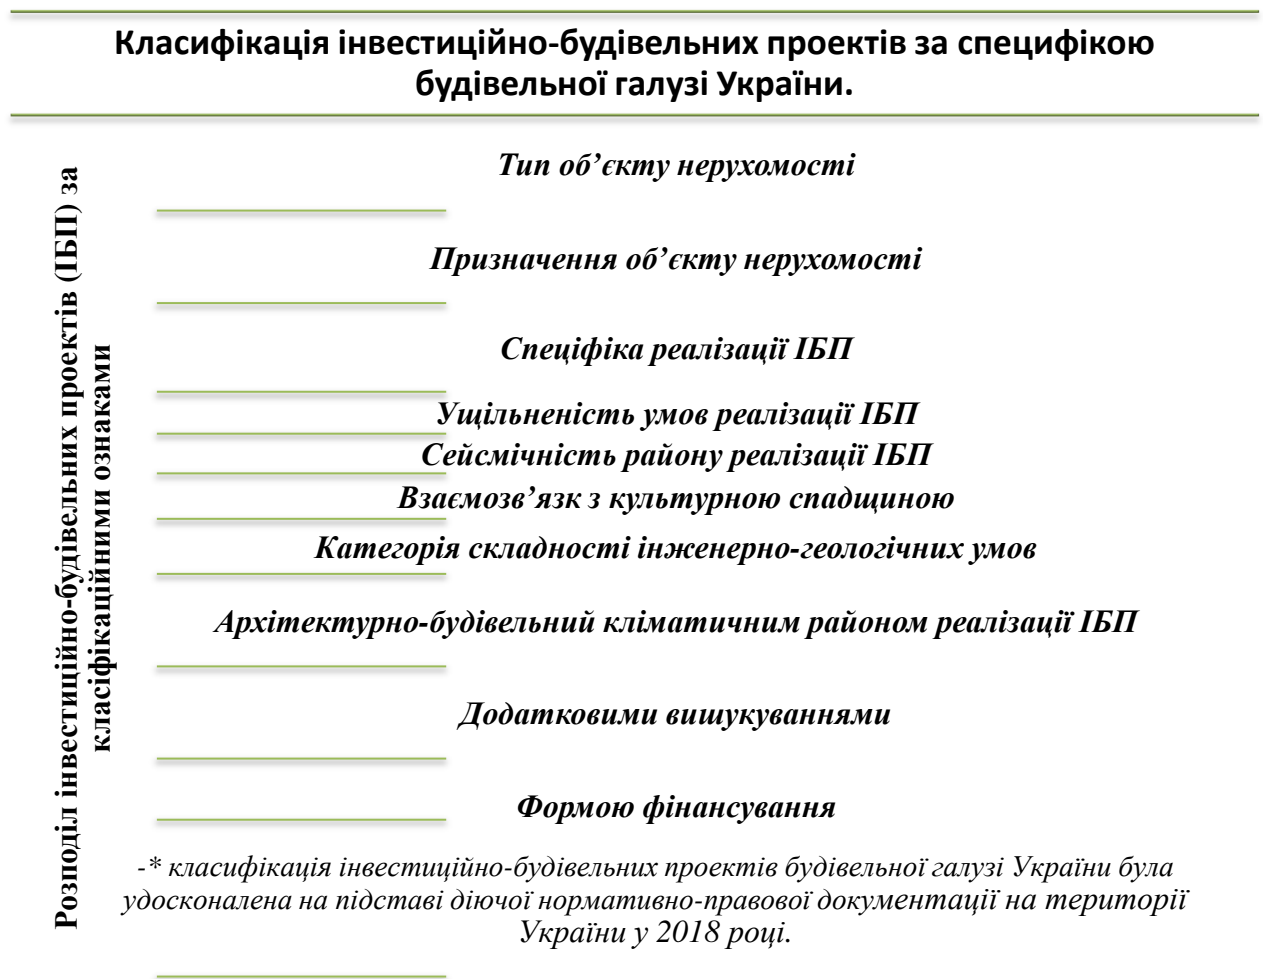 Класифікація інвестиційно-будівельних проектів за специфікою
будівельної галузі України.
Розподіл інвестиційно-будівельних проектів (ІБП) за
класіфікаційними ознаками
Тип об’єкту нерухомості
Призначення об’єкту нерухомості
Спеціфіка реалізації ІБП
Ущільненість умов реалізації ІБП
Сейсмічність району реалізації ІБП
Взаємозв’язк з культурною спадщиною
Категорія складності інженерно-геологічних умов
Архітектурно-будівельний кліматичним районом реалізації ІБП
Додатковими вишукуваннями
Формою фінансування
-* класифікація інвестиційно-будівельних проектів будівельної галузі України була
удосконалена на підставі діючої нормативно-правової документації на території
України у 2018 році.